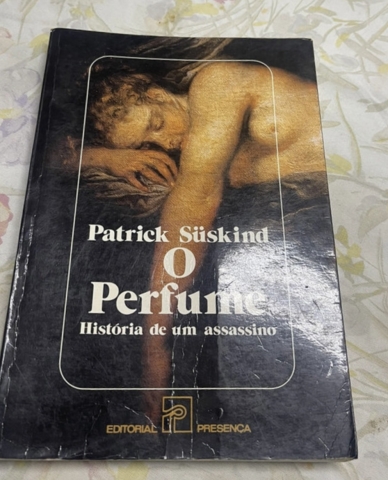 Patrick Süskind
O
Perfume
História de um assassino
EDITORIAL PRESENÇA